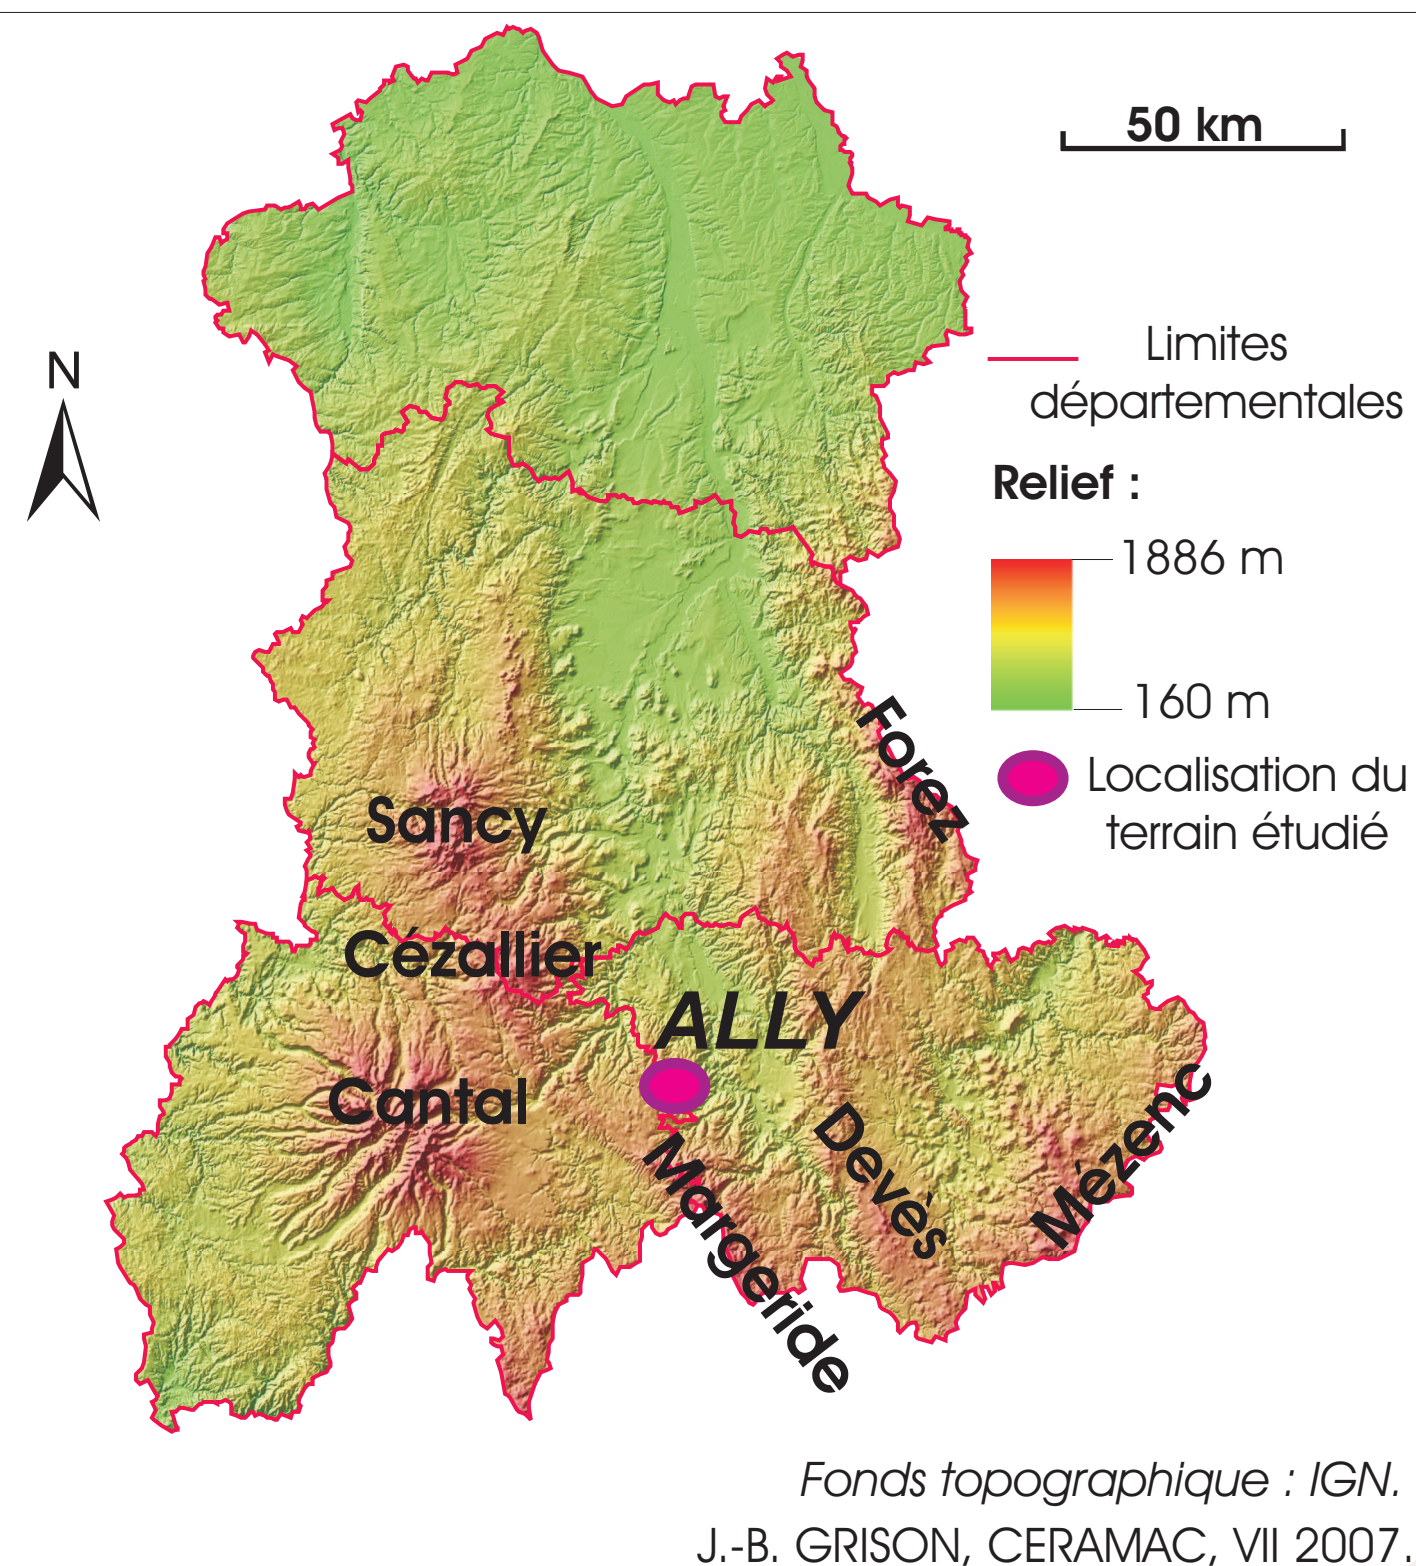 50 km
N
Limites
départementales
Relief :
1886 m
160 m
Localisation du
terrain étudié
Forez
Sancy
Cézallier
ALLY
Cantal
Margeride
Devès
Mézenc
Fonds topographique : IGN.
J.-B. GRISON, CERAMAC, VII 2007.